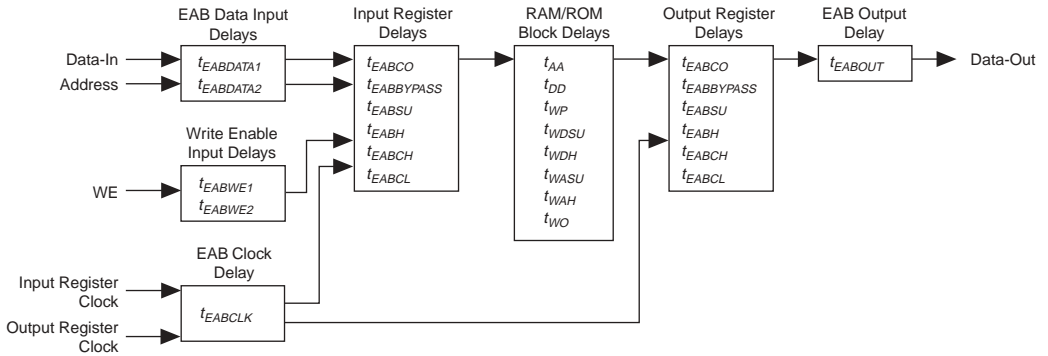 EAB Data Input
Delays
Input Register
Delays
RAM/ROM
Block Delays
Output Register
Delays
EAB Output
Delay
Data-In
Address
tEABDATA1
tEABDATA2
tEABCO
tEABBYPASS
tEABSU
tEABH
tEABCH
tEABCL
tAA
tDD
tWP
tWDSU
tWDH
tWASU
tWAH
tWO
tEABCO
tEABBYPASS
tEABSU
tEABH
tEABCH
tEABCL
tEABOUT
Data-Out
Write Enable
Input Delays
WE
tEABWE1
tEABWE2
EAB Clock
Delay
Input Register
Clock
tEABCLK
Output Register
Clock